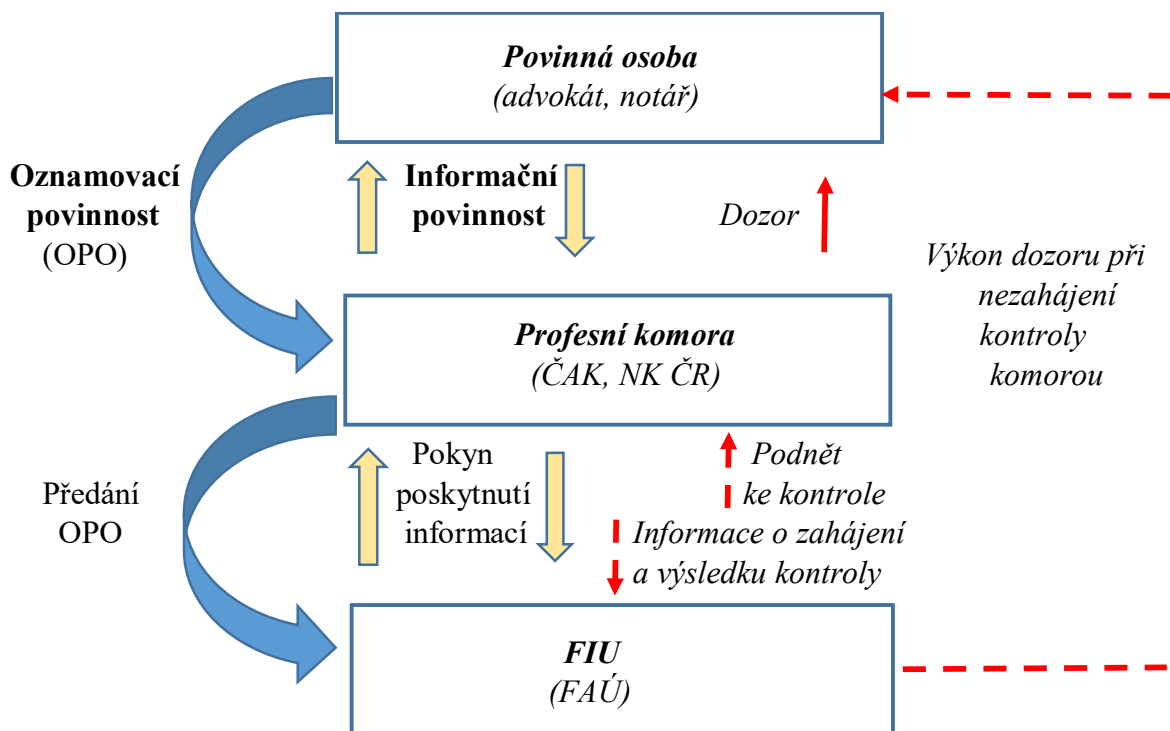 Povinná osoba
(advokát, notář)
Oznamovací
povinnost
(OPO)
Informační
povinnost
Dozor
Výkon dozoru při
nezahájení
kontroly
komorou
Profesní komora
(ČAK, NK ČR)
Předání
OPO
Pokyn
poskytnutí
informací
Podnět
ke kontrole
Informace o zahájení
a výsledku kontroly
FIU
(FAÚ)